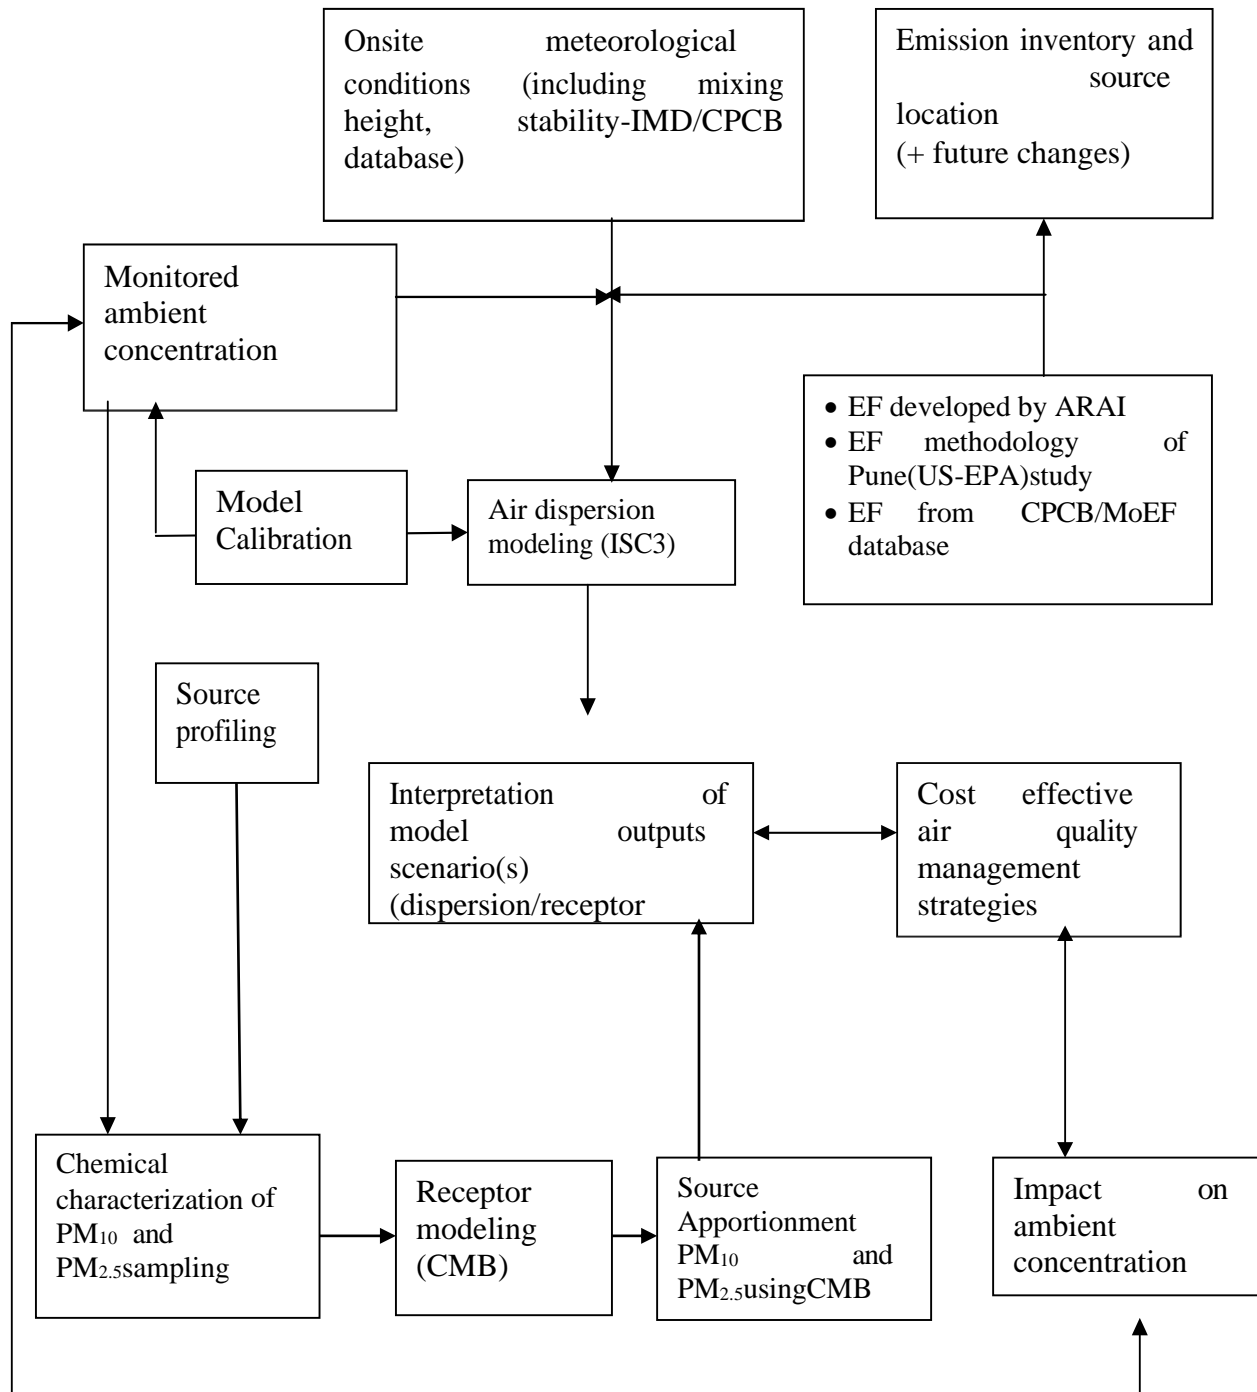 Onsite meteorological
conditions (including mixing
height, stability-IMD/CPCB
database)
Emission inventory and
source
location
(+ future changes)
Monitored
ambient
concentration
• EF developed by ARAI
• EF methodology of
Pune(US-EPA)study
• EF from CPCB/MoEF
database
Model
Calibration
Air dispersion
modeling (ISC3)
Source
profiling
Interpretation of
model outputs
scenario(s)
(dispersion/receptor
Cost effective
air quality
management
strategies
Chemical
characterization of
PM10 and
PM2.5sampling
Receptor
modeling
(CMB)
Source
Apportionment
PM10 and
PM2.5usingCMB
Impact on
ambient
concentration